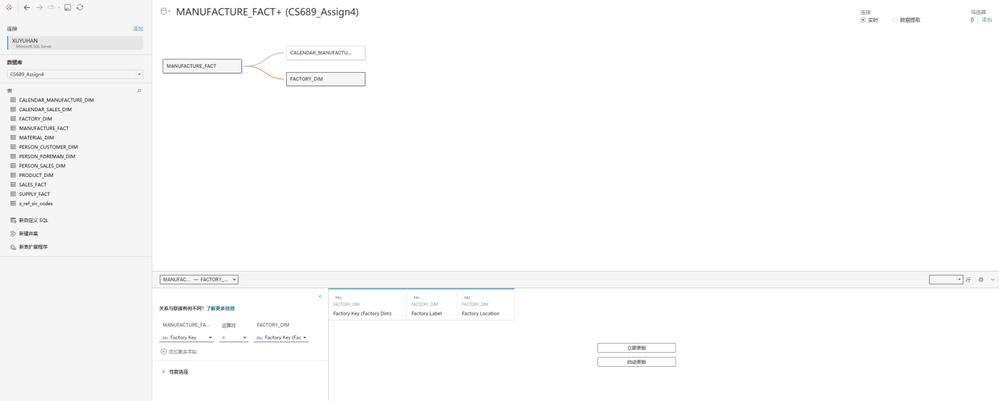 MANUFACTURE_FACT+ (CS689_Assign4)
连接
实时
数据提取
筛选器
0
添加
连接
添加
XUYUHAN
Microsoft SQL Server
数据库
CS689_Assign4
表
CALENDAR_MANUFACTURE_DIM
CALENDAR_SALES_DIM
FACTORY_DIM
MANUFACTURE_FACT
MATERIAL_DIM
PERSON_CUSTOMER_DIM
PERSON_FOREMAN_DIM
PERSON_SALES_DIM
PRODUCT_DIM
SALES_FACT
SUPPLY_FACT
z_ref_sic_codes
新自定义 SQL
新建并集
新表扩展程序
MANUFACTURE_FACT
CALENDAR_MANUFACTU...
FACTORY_DIM
MANUFAC... — FACTORY_...
行
关系与联接有何不同? 了解更多信息
MANUFACTURE_FA...
运算符
FACTORY_DIM
Abc Factory Key
=
Abc Factory Key (Fac
添加更多字段
性能选项
Abc
FACTORY_DIM
Factory Key (Factory Dim)
Abc
FACTORY_DIM
Factory Label
Abc
FACTORY_DIM
Factory Location
立即更新
自动更新